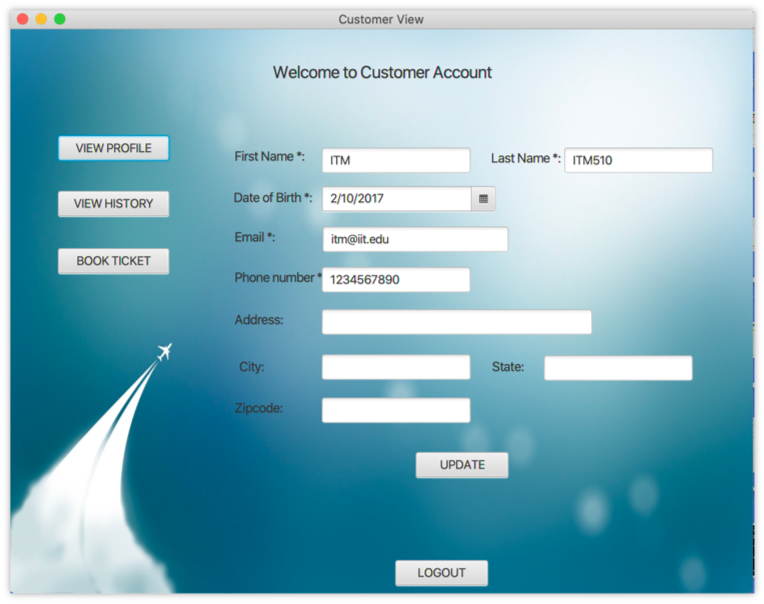 Customer View
Welcome to Customer Account
VIEW PROFILE
First Name *: ITM Last Name *: ITM510
Date of Birth *: 2/10/2017
VIEW HISTORY
Email *: itm@iit.edu
BOOK TICKET
Phone number * 1234567890
Address:
City: State:
Zipcode:
UPDATE
LOGOUT